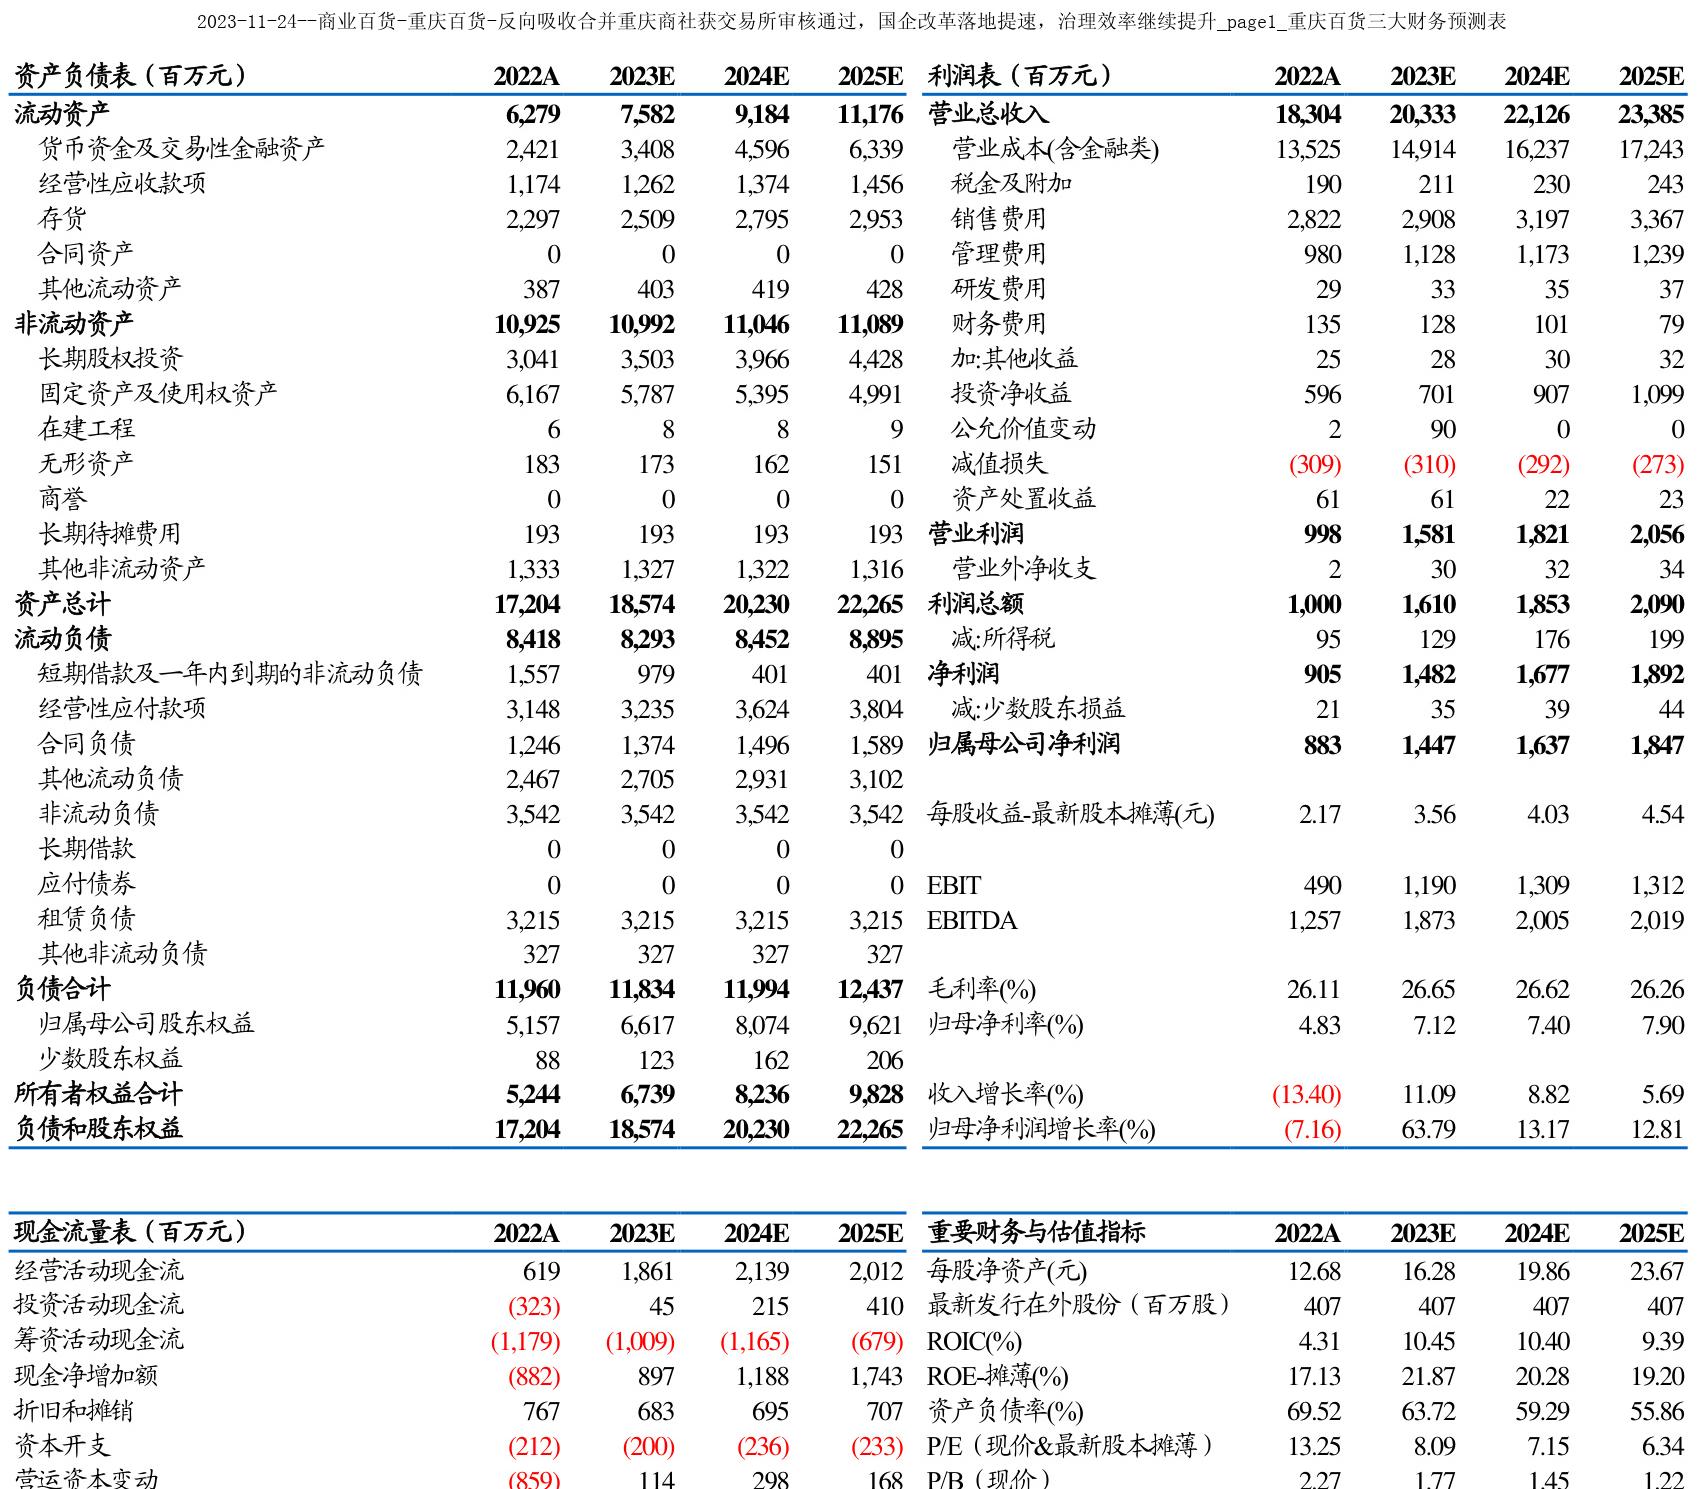 2023-11-24--商业百货-重庆百货-反向吸收合并重庆商社获交易所审核通过，国企改革落地提速，治理效率继续提升_page1_重庆百货三大财务预测表
资产负债表（百万元） 2022A 2023E 2024E 2025E
流动资产 6,279 7,582 9,184 11,176
货币资金及交易性金融资产 2,421 3,408 4,596 6,339
经营性应收款项 1,174 1,262 1,374 1,456
存货 2,297 2,509 2,795 2,953
合同资产 0 0 0 0
其他流动资产 387 403 419 428
非流动资产 10,925 10,992 11,046 11,089
长期股权投资 3,041 3,503 3,966 4,428
固定资产及使用权资产 6,167 5,787 5,395 4,991
在建工程 6 8 8 9
无形资产 183 173 162 151
商誉 0 0 0 0
长期待摊费用 193 193 193 193
其他非流动资产 1,333 1,327 1,322 1,316
资产总计 17,204 18,574 20,230 22,265
流动负债 8,418 8,293 8,452 8,895
短期借款及一年内到期的非流动负债 1,557 979 401 401
经营性应付款项 3,148 3,235 3,624 3,804
合同负债 1,246 1,374 1,496 1,589
其他流动负债 2,467 2,705 2,931 3,102
非流动负债 3,542 3,542 3,542 3,542
长期借款 0 0 0 0
应付债券 0 0 0 0
租赁负债 3,215 3,215 3,215 3,215
其他非流动负债 327 327 327 327
负债合计 11,960 11,834 11,994 12,437
归属母公司股东权益 5,157 6,617 8,074 9,621
少数股东权益 88 123 162 206
所有者权益合计 5,244 6,739 8,236 9,828
负债和股东权益 17,204 18,574 20,230 22,265
利润表（百万元） 2022A 2023E 2024E 2025E
营业总收入 18,304 20,333 22,126 23,385
营业成本(含金融类) 13,525 14,914 16,237 17,243
税金及附加 190 211 230 243
销售费用 2,822 2,908 3,197 3,367
管理费用 980 1,128 1,173 1,239
研发费用 29 33 35 37
财务费用 135 128 101 79
加:其他收益 25 28 30 32
投资净收益 596 701 907 1,099
公允价值变动 2 90 0 0
减值损失 (309) (310) (292) (273)
资产处置收益 61 61 22 23
营业利润 998 1,581 1,821 2,056
营业外净收支 2 30 32 34
利润总额 1,000 1,610 1,853 2,090
减:所得税 95 129 176 199
净利润 905 1,482 1,677 1,892
减:少数股东损益 21 35 39 44
归属母公司净利润 883 1,447 1,637 1,847
每股收益-最新股本摊薄(元) 2.17 3.56 4.03 4.54
EBIT 490 1,190 1,309 1,312
EBITDA 1,257 1,873 2,005 2,019
毛利率(%) 26.11 26.65 26.62 26.26
归母净利率(%) 4.83 7.12 7.40 7.90
收入增长率(%) (13.40) 11.09 8.82 5.69
归母净利润增长率(%) (7.16) 63.79 13.17 12.81
现金流量表（百万元） 2022A 2023E 2024E 2025E
经营活动现金流 619 1,861 2,139 2,012
投资活动现金流 (323) 45 215 410
筹资活动现金流 (1,179) (1,009) (1,165) (679)
现金净增加额 (882) 897 1,188 1,743
折旧和摊销 767 683 695 707
资本开支 (212) (200) (236) (233)
营运资本变动 (859) 114 298 168
重要财务与估值指标 2022A 2023E 2024E 2025E
每股净资产(元) 12.68 16.28 19.86 23.67
最新发行在外股份（百万股） 407 407 407 407
ROIC(%) 4.31 10.45 10.40 9.39
ROE-摊薄(%) 17.13 21.87 20.28 19.20
资产负债率(%) 69.52 63.72 59.29 55.86
P/E（现价&最新股本摊薄） 13.25 8.09 7.15 6.34
P/B（现价） 2.27 1.77 1.45 1.22